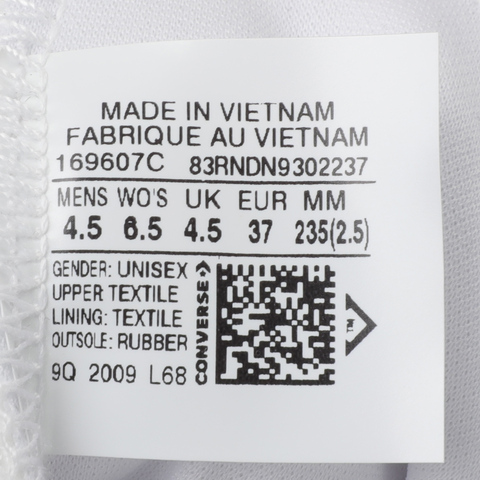 MADE IN VIETNAM
FABRIQUE AU VIETNAM
169607C 83RNDN9302237
MENS WO'S UK EUR MM
4.5 6.5 4.5 37 235(2.5)
GENDER: UNISEX
UPPER TEXTILE
LINING: TEXTILE
OUTSOLE: RUBBER
9Q 2009 L68
CONVERSE
TM